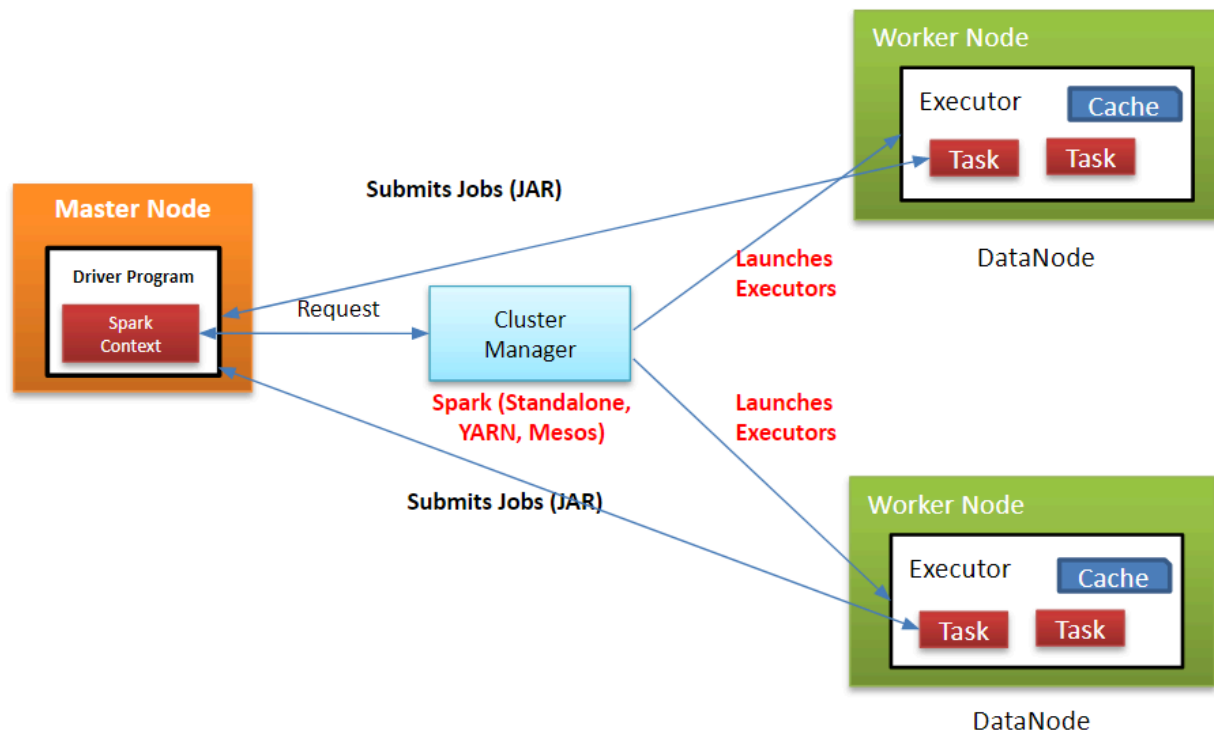 Worker Node
Executor
Cache
Task
Task
DataNode
Submits Jobs (JAR)
Master Node
Driver Program
Spark
Context
Request
Cluster
Manager
Spark (Standalone,
YARN, Mesos)
Launches
Executors
Launches
Executors
Submits Jobs (JAR)
Worker Node
Executor
Cache
Task
Task
DataNode